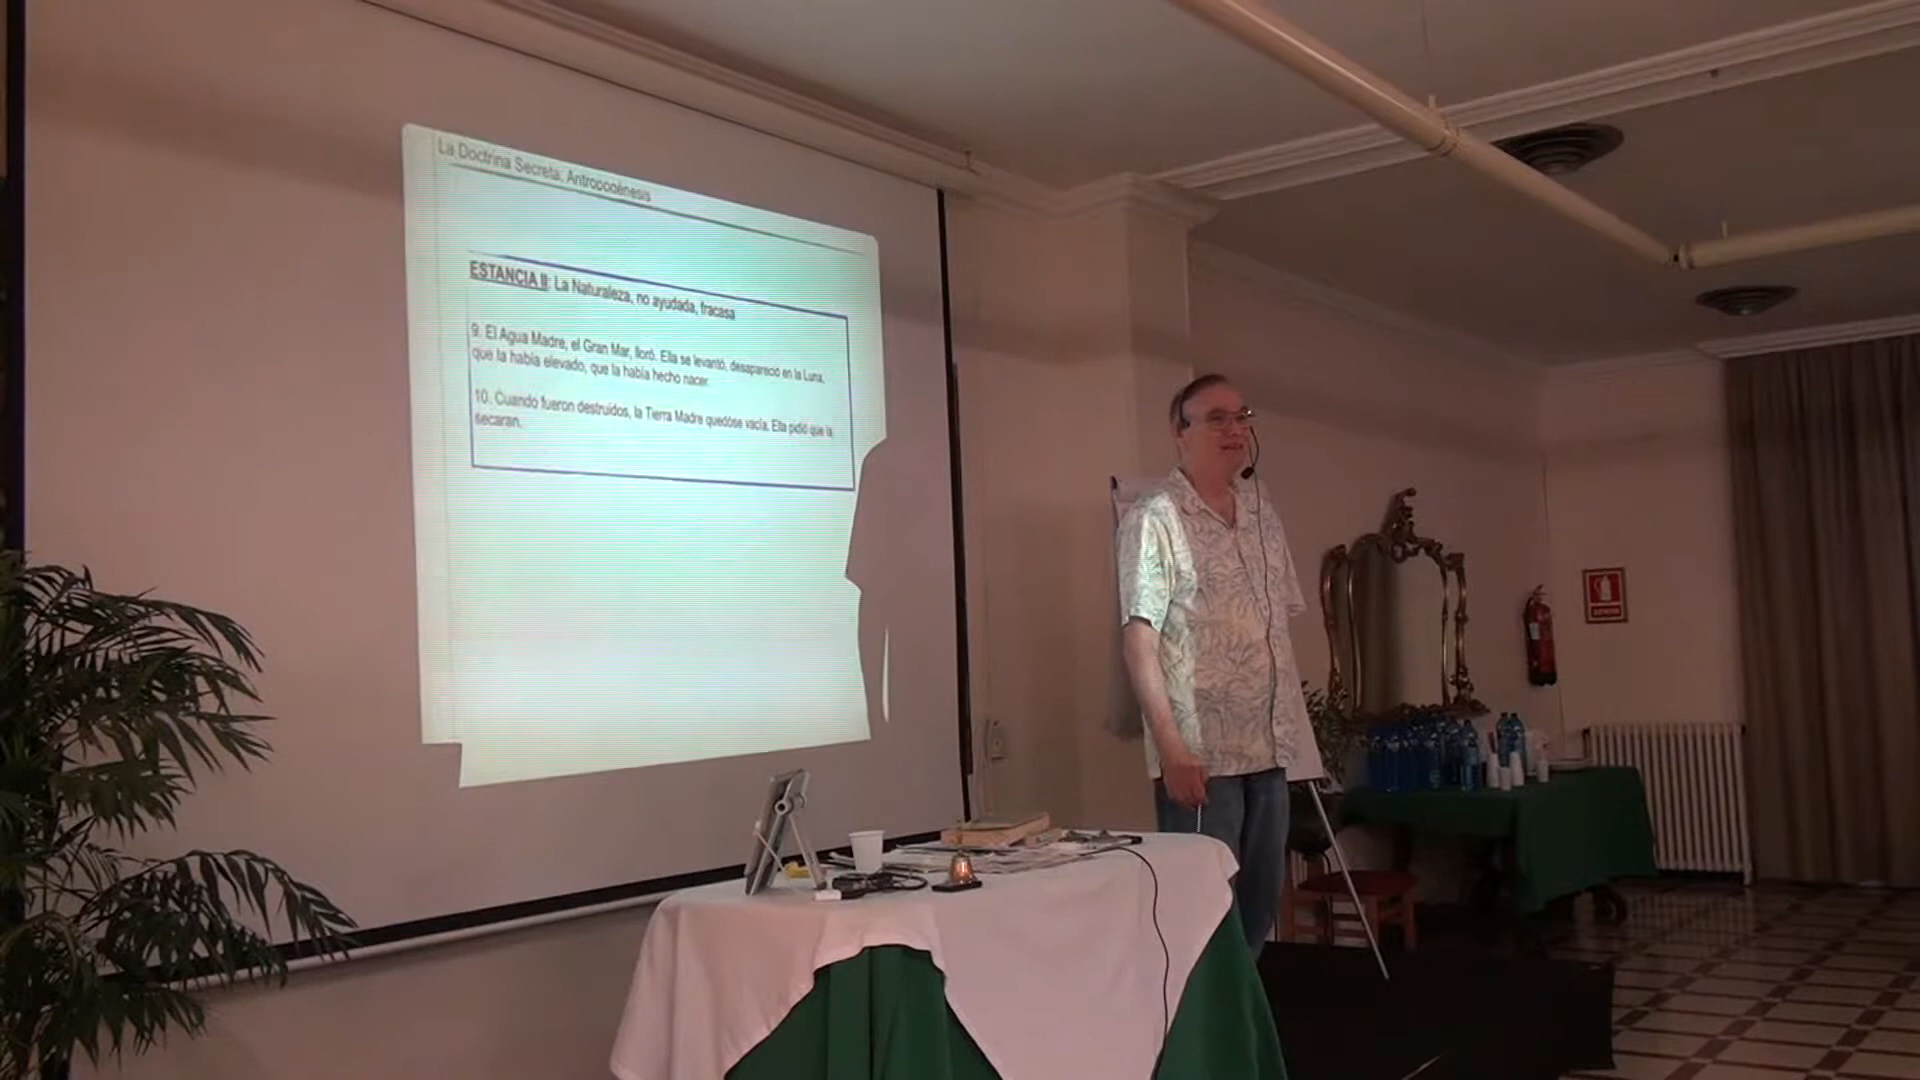 La Doctrina Secreta, Antropogénesis
ESTANCIA II: La Naturaleza, no ayudada, fracasa
9. El Agua Madre, el Gran Mar, lloró. Ella se levantó, desapareció en la Luna,
que la había elevado, que la había hecho nacer.
10. Cuando fueron destruidos, la Tierra Madre quedóse vacía. Ella pidió que la
secaran.